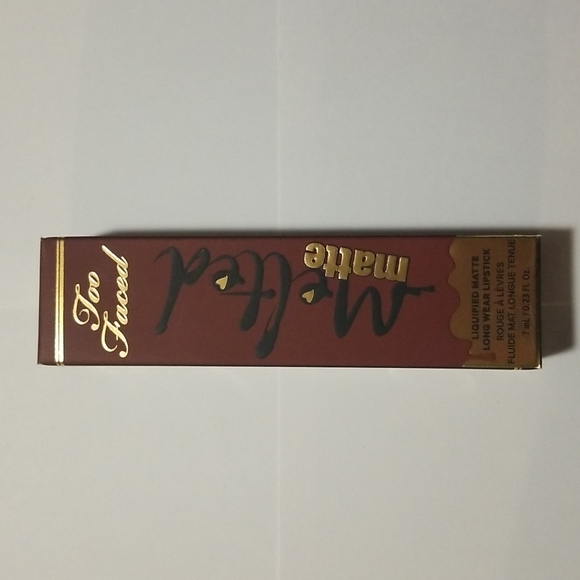 Too
Faced
Melted
matte
LIQUIFIED MATTE
LONG WEAR LIPSTICK
ROUGE À LÈVRES
FLUIDE MAT LONGUE TENUE
7 mL / 0.23 Fl. Oz.